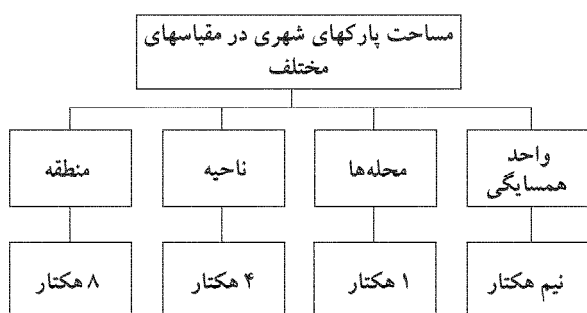 مساحت پارکهای شهری در مقیاسهای
مختلف
واحد
همسایگی
محله‌ها
ناحیه
منطقه
نیم هکتار
۱ هکتار
۴ هکتار
۸ هکتار